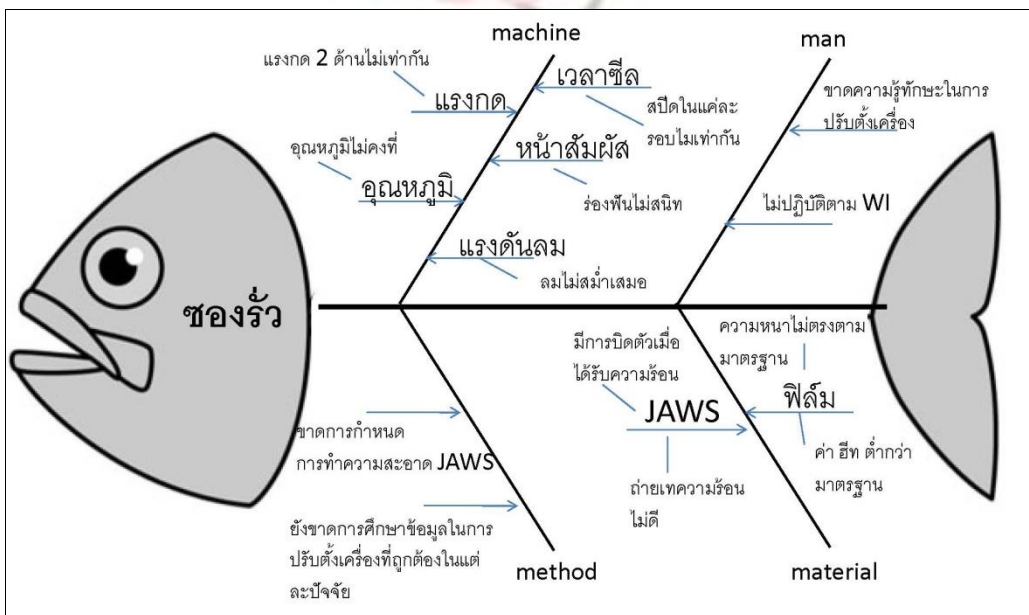 machine
man
แรงกด 2 ด้านไม่เท่ากัน
แรงกด
เวลาซีล
สปีดในแค่ละ
รอบไมเท่ากัน
หน้าสัมผัส
ร่องฟันไม่สนิท
อุณหภูมิไม่คงที่
อุณหภูมิ
แรงดันลม
ลมไม่สม่ำเสมอ
ขาดความรู้ทักษะในการ
ปรับตั้งเครื่อง
ไม่ปฏิบัติตาม WI
ซองรั่ว
ขาดการกำหนด
การทำความสะอาด JAWS
ยังขาดการศึกษาข้อมูลในการ
ปรับตั้งเครื่องที่ถูกต้องในแต่
ละปัจจัย
method
มีการบิดตัวเมื่อ
ได้รับความร้อน
JAWS
ถ่ายเทความร้อน
ไม่ดี
ความหนาไม่ตรงตาม
มาตรฐาน
ฟิล์ม
ค่า ฮีท ต่ำกว่า
มาตรฐาน
material